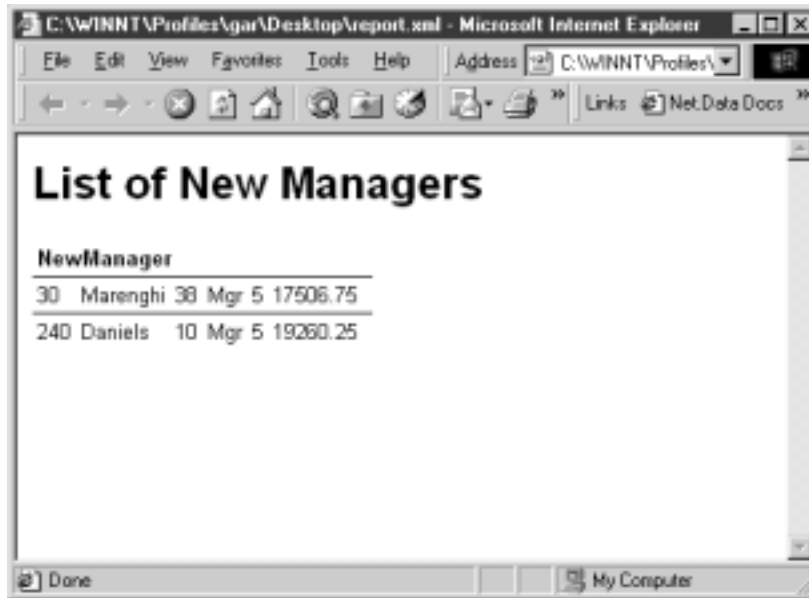 C:\WINNT\Profiles\gar\Desktop\report.xml - Microsoft Internet Explorer
File Edit View Favorites Tools Help Address C:\WINNT\Profiles\
Links Net.Data Docs »
List of New Managers
NewManager
30 Marenghi 38 Mgr 5 17506.75
240 Daniels 10 Mgr 5 19260.25
Done My Computer